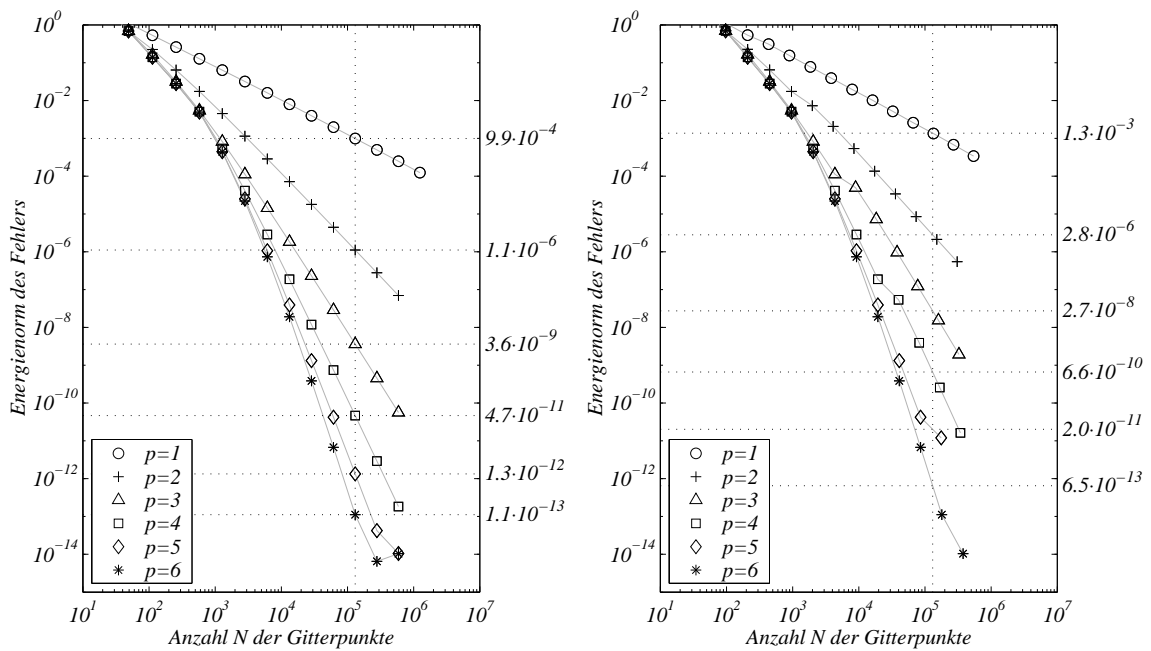 10^0
10^-2
10^-4
10^-6
10^-8
10^-10
10^-12
10^-14
Energienorm des Fehlers
9.9·10^-4
1.1·10^-6
3.6·10^-9
4.7·10^-11
1.3·10^-12
1.1·10^-13
p=1
p=2
p=3
p=4
p=5
p=6
10^1 10^2 10^3 10^4 10^5 10^6 10^7
Anzahl N der Gitterpunkte
10^0
10^-2
10^-4
10^-6
10^-8
10^-10
10^-12
10^-14
Energienorm des Fehlers
1.3·10^-3
2.8·10^-6
2.7·10^-8
6.6·10^-10
2.0·10^-11
6.5·10^-13
p=1
p=2
p=3
p=4
p=5
p=6
10^1 10^2 10^3 10^4 10^5 10^6 10^7
Anzahl N der Gitterpunkte